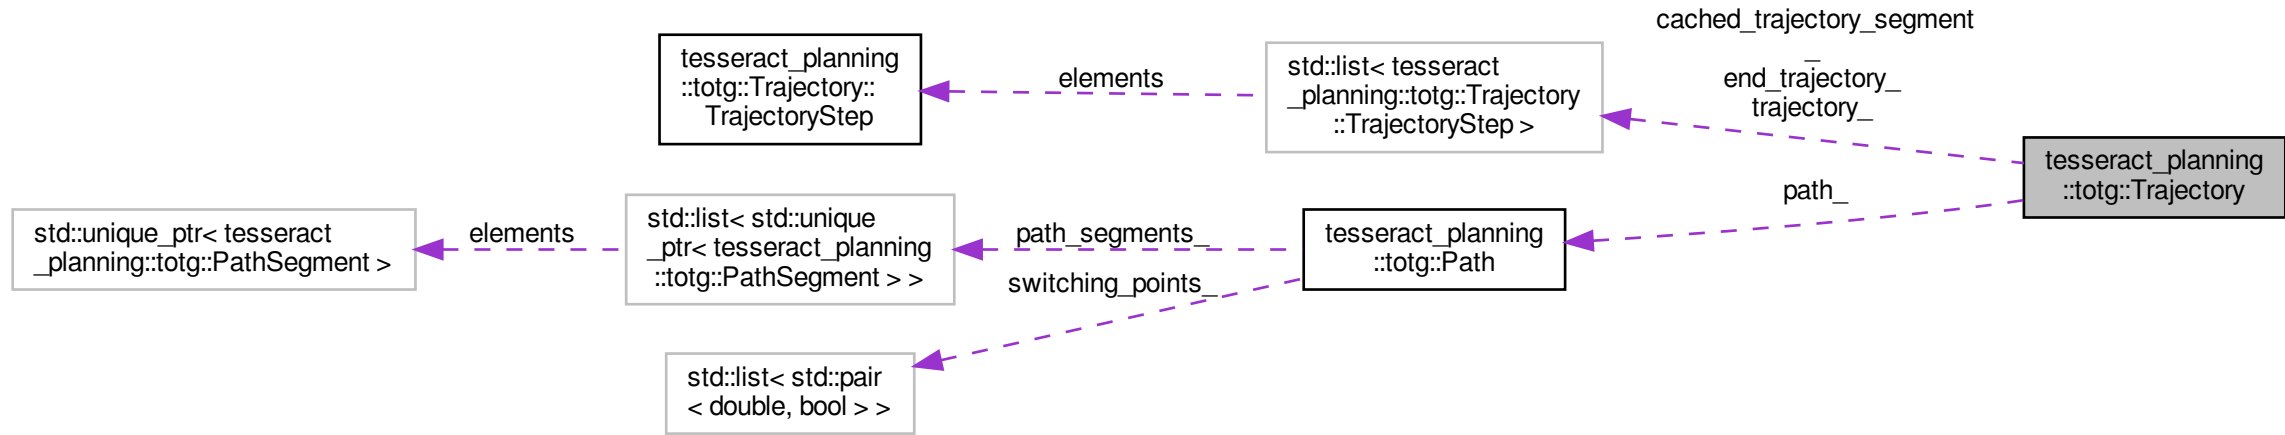 cached_trajectory_segment
_
end_trajectory_
trajectory_
tesseract_planning
::totg::Trajectory::
TrajectoryStep
elements
std::list< tesseract
_planning::totg::Trajectory
::TrajectoryStep >
tesseract_planning
::totg::Trajectory
path_
std::unique_ptr< tesseract
_planning::totg::PathSegment >
elements
std::list< std::unique
_ptr< tesseract_planning
::totg::PathSegment > >
path_segments_
switching_points_
tesseract_planning
::totg::Path
std::list< std::pair
< double, bool > >